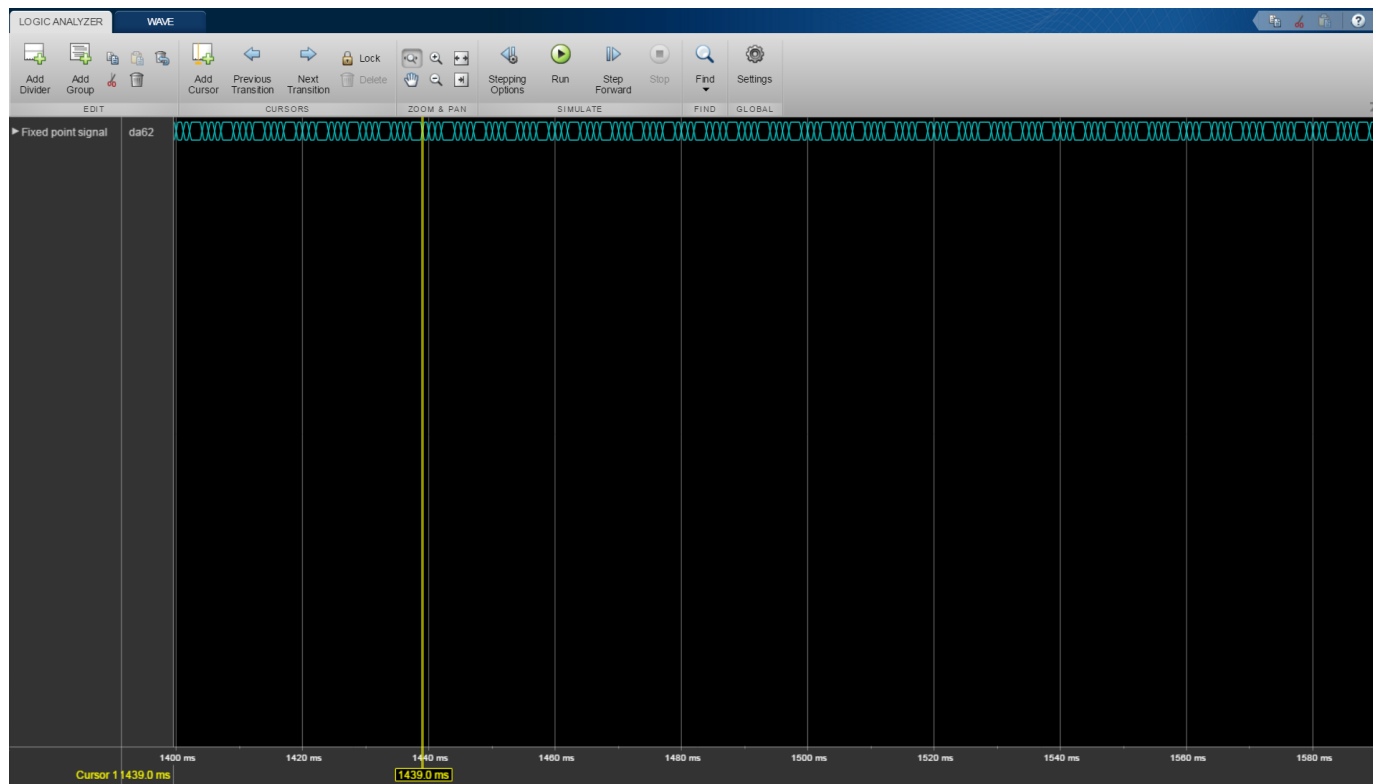 LOGIC ANALYZER WAVE
Add Divider
Add Group
Add Cursor
Previous Transition
Next Transition
Lock
Delete
Stepping Options
Run
Step Forward
Stop
Find
Settings
EDIT CURSORS ZOOM & PAN SIMULATE FIND GLOBAL
Fixed point signal da62
1400 ms 1420 ms 1440 ms 1460 ms 1480 ms 1500 ms 1520 ms 1540 ms 1560 ms 1580 ms
Cursor 1 1439.0 ms 1439.0 ms